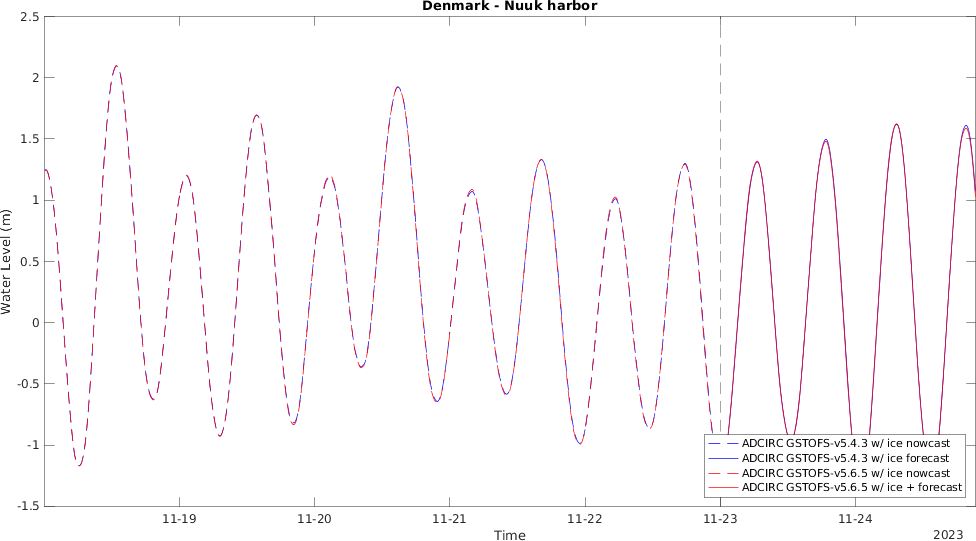 Denmark - Nuuk harbor
2.5
2
1.5
1
0.5
0
-0.5
-1
-1.5
Water Level (m)
ADCIRC GSTOFS-v5.4.3 w/ ice nowcast
ADCIRC GSTOFS-v5.4.3 w/ ice forecast
ADCIRC GSTOFS-v5.6.5 w/ ice nowcast
ADCIRC GSTOFS-v5.6.5 w/ ice + forecast
11-19 11-20 11-21 11-22 11-23 11-24
Time
2023